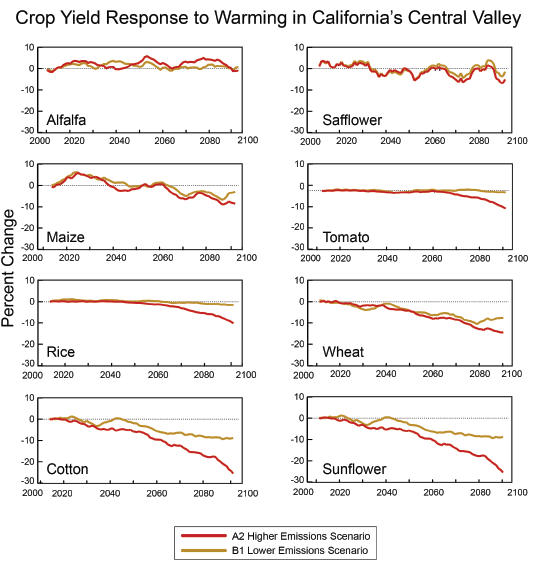 Crop Yield Response to Warming in California's Central Valley
Percent Change
10
0
-10
-20
-30
Alfalfa
2000 2020 2040 2060 2080 2100
10
0
-10
-20
-30
Safflower
2000 2020 2040 2060 2080 2100
10
0
-10
-20
-30
Maize
2000 2020 2040 2060 2080 2100
10
0
-10
-20
-30
Tomato
2000 2020 2040 2060 2080 2100
10
0
-10
-20
-30
Rice
2000 2020 2040 2060 2080 2100
10
0
-10
-20
-30
Wheat
2000 2020 2040 2060 2080 2100
10
0
-10
-20
-30
Cotton
2000 2020 2040 2060 2080 2100
10
0
-10
-20
-30
Sunflower
2000 2020 2040 2060 2080 2100
A2 Higher Emissions Scenario
B1 Lower Emissions Scenario